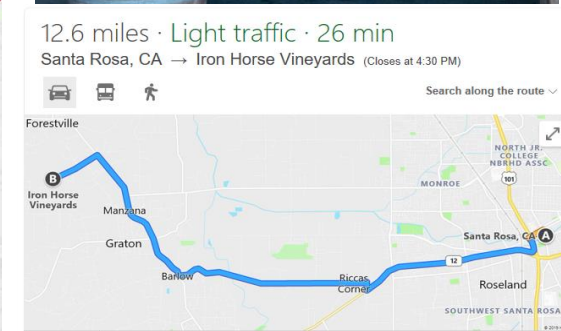 12.6 miles · Light traffic · 26 min
Santa Rosa, CA → Iron Horse Vineyards (Closes at 4:30 PM)
Search along the route
Forestville
NORTH JR.
COLLEGE
NBRHD ASSC
101
MONROE
B
Iron Horse
Vineyards
Manzana
Santa Rosa, CA
A
Graton
12
Barlow
Riccas
Corner
Roseland
SOUTHWEST SANTA ROSA